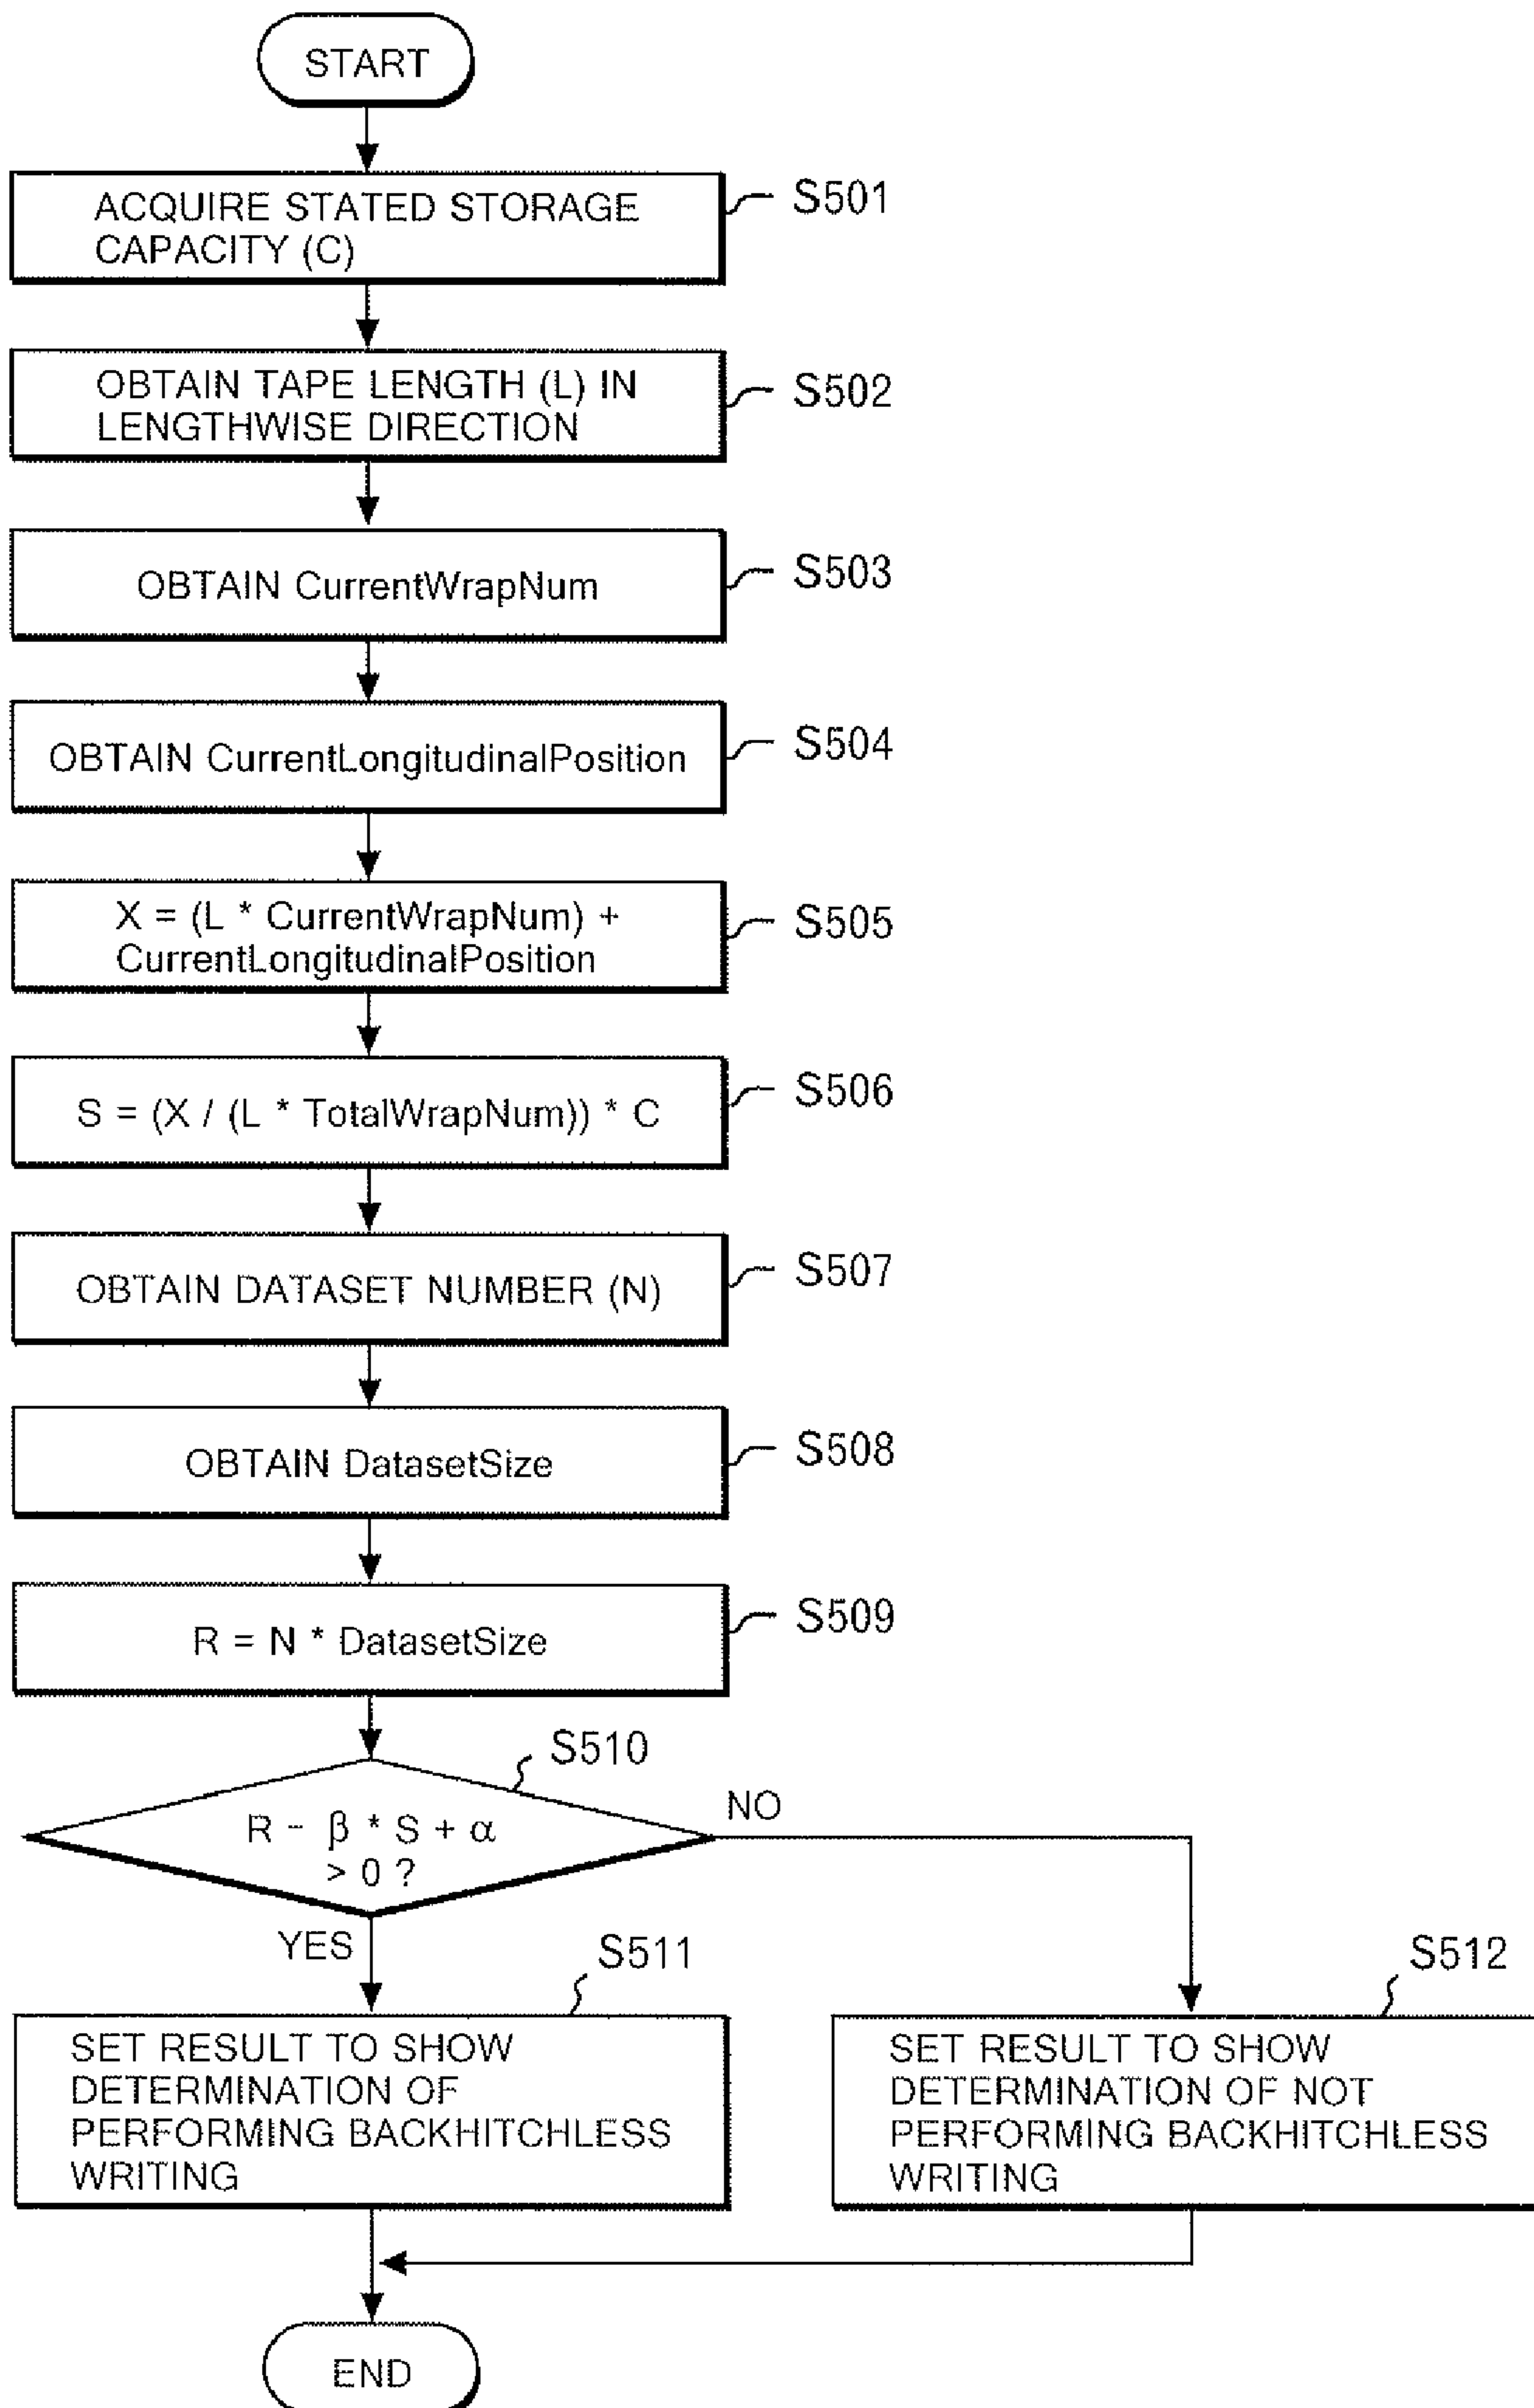 START
ACQUIRE STATED STORAGE
CAPACITY (C)
S501
OBTAIN TAPE LENGTH (L) IN
LENGTHWISE DIRECTION
S502
OBTAIN CurrentWrapNum
S503
OBTAIN CurrentLongitudinalPosition
S504
X = (L * CurrentWrapNum) +
CurrentLongitudinalPosition
S505
S = (X / (L * TotalWrapNum)) * C
S506
OBTAIN DATASET NUMBER (N)
S507
OBTAIN DatasetSize
S508
R = N * DatasetSize
S509
S510
R - β * S + α
> 0 ?
NO
YES
S511
SET RESULT TO SHOW
DETERMINATION OF
PERFORMING BACKHITCHLESS
WRITING
S512
SET RESULT TO SHOW
DETERMINATION OF NOT
PERFORMING BACKHITCHLESS
WRITING
END